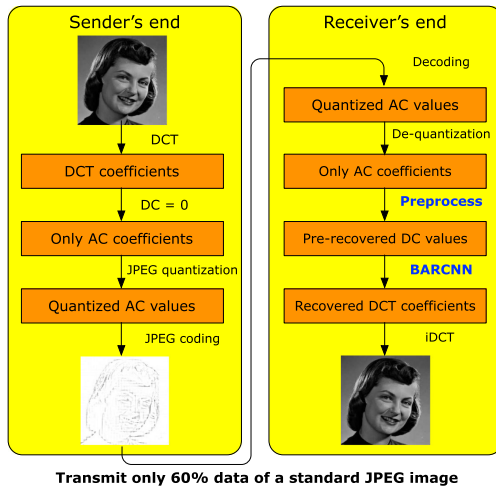 Sender's end
DCT
DCT coefficients
DC = 0
Only AC coefficients
JPEG quantization
Quantized AC values
JPEG coding
Receiver's end
Decoding
Quantized AC values
De-quantization
Only AC coefficients
Preprocess
Pre-recovered DC values
BARCNN
Recovered DCT coefficients
iDCT
Transmit only 60% data of a standard JPEG image